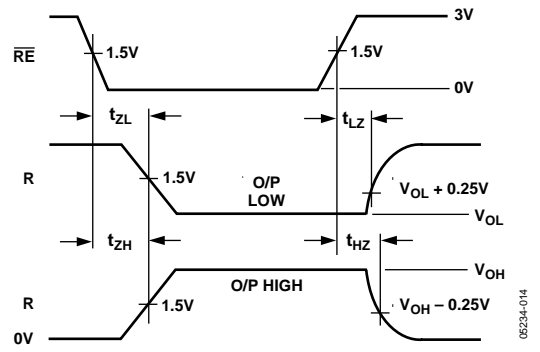 3V
RE
1.5V
1.5V
0V
tZL
tLZ
R
1.5V
O/P
LOW
VOL + 0.25V
VOL
tZH
tHZ
VOH
O/P HIGH
R
1.5V
VOH – 0.25V
0V
05234-014